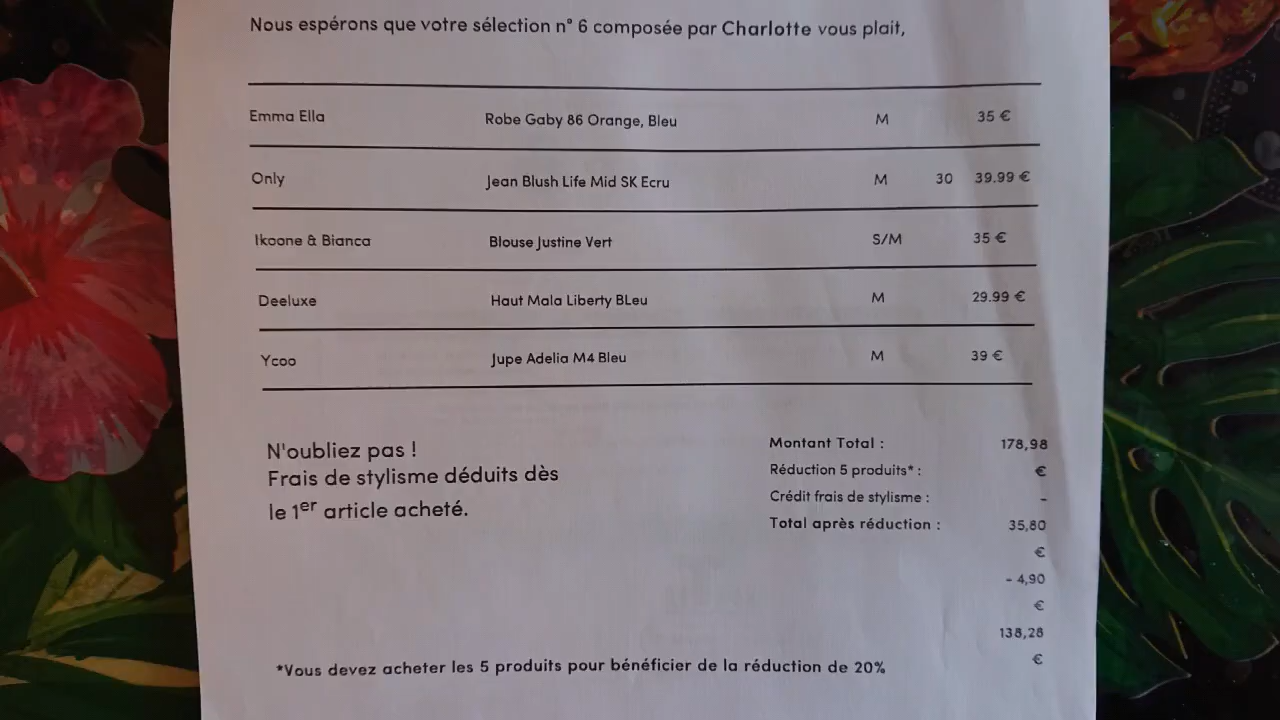 Nous espérons que votre sélection n° 6 composée par Charlotte vous plait,
Emma Ella Robe Gaby 86 Orange, Bleu M 35 €
Only Jean Blush Life Mid SK Ecru M 30 39.99 €
Ikoone & Bianca Blouse Justine Vert S/M 35 €
Deeluxe Haut Mala Liberty BLeu M 29.99 €
Ycoo Jupe Adelia M4 Bleu M 39 €
N'oubliez pas !
Frais de stylisme déduits dès
le 1er article acheté.
Montant Total : 178,98
Réduction 5 produits* : €
Crédit frais de stylisme : -
Total après réduction : 35,80
€
- 4,90
€
138,28
€
*Vous devez acheter les 5 produits pour bénéficier de la réduction de 20%